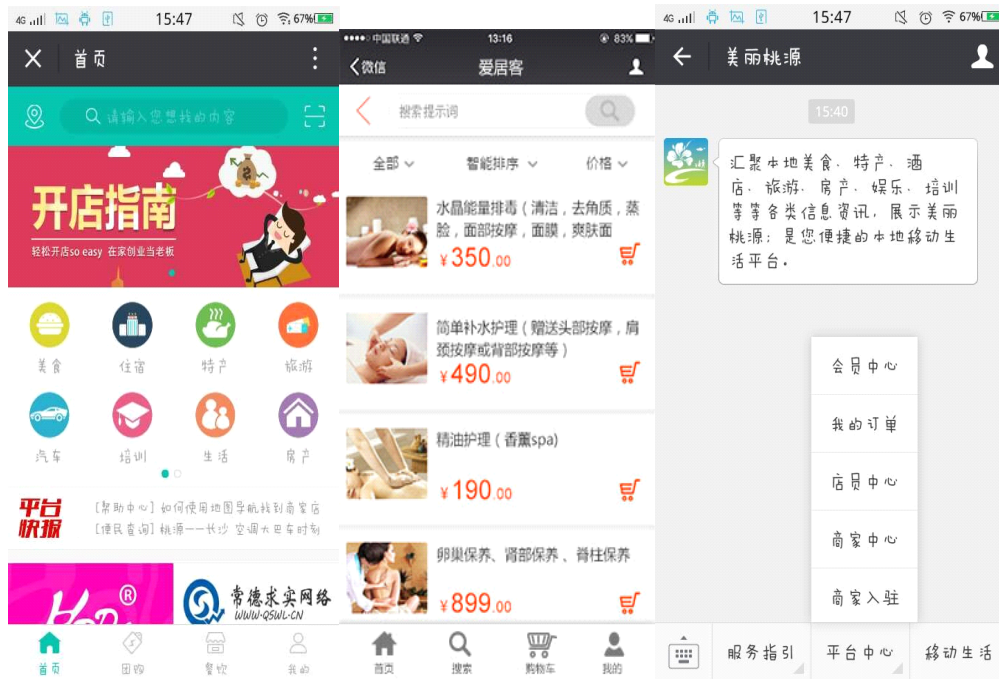 4G
15:47
67%
首页
请输入您想找的内容
开店指南
轻松开店so easy 在家创业当老板
美食
住宿
特产
旅游
汽车
培训
生活
房产
平台
快报
[帮助中心] 如何使用地图导航找到商家店
[便民查询] 桃源——长沙 空调大巴车时刻
®
常德求实网络
WWW·QSWL·CN
首页
团购
餐饮
我的
中国联通
13:16
83%
微信
爱居客
搜索提示词
全部
智能排序
价格
水晶能量排毒（清洁，去角质，蒸
脸，面部按摩，面膜，爽肤面
¥350.00
简单补水护理（赠送头部按摩，肩
颈按摩或背部按摩等）
¥490.00
精油护理（香薰spa)
¥190.00
卵巢保养、肾部保养、脊柱保养
¥899.00
首页
搜索
购物车
我的
4G
15:47
67%
美丽桃源
15:40
汇聚本地美食、特产、酒
店、旅游、房产、娱乐、培训
等等各类信息资讯，展示美丽
桃源；是您便捷的本地移动生
活平台。
会员中心
我的订单
店员中心
商家中心
商家入驻
服务指引
平台中心
移动生活